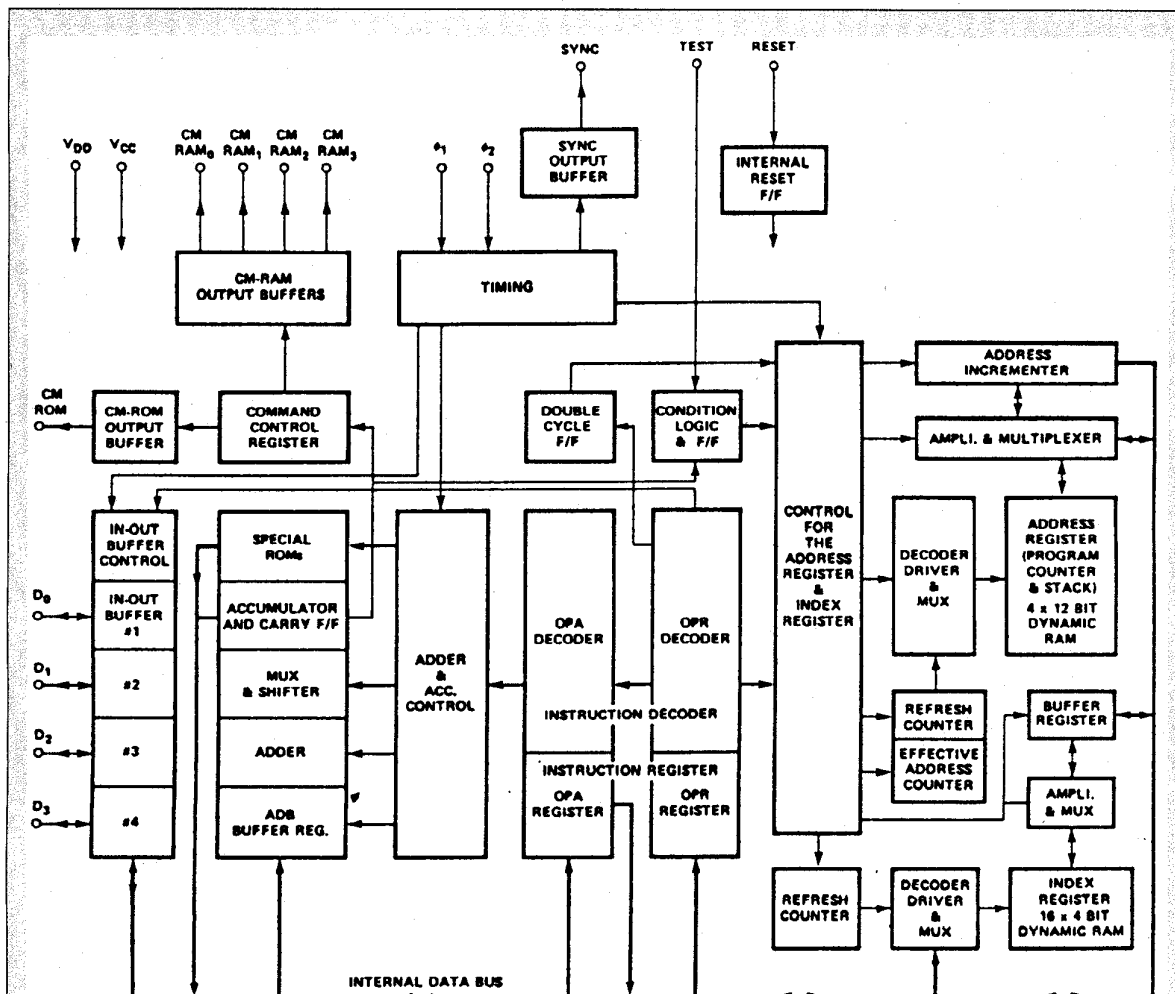 SYNC
TEST
RESET
VDD
VCC
CM
RAM0
CM
RAM1
CM
RAM2
CM
RAM3
ϕ1
ϕ2
SYNC
OUTPUT
BUFFER
INTERNAL
RESET
F/F
CM-RAM
OUTPUT BUFFERS
TIMING
ADDRESS
INCREMENTER
CM
ROM
CM-ROM
OUTPUT
BUFFER
COMMAND
CONTROL
REGISTER
DOUBLE
CYCLE
F/F
CONDITION
LOGIC
& F/F
AMPLI. & MULTIPLEXER
IN-OUT
BUFFER
CONTROL
SPECIAL
ROMs
CONTROL
FOR
THE
ADDRESS
REGISTER
&
INDEX
REGISTER
DECODER
DRIVER
&
MUX
ADDRESS
REGISTER
(PROGRAM
COUNTER
& STACK)
4 x 12 BIT
DYNAMIC
RAM
D0
IN-OUT
BUFFER
#1
ACCUMULATOR
AND CARRY F/F
OPA
DECODER
OPR
DECODER
D1
#2
MUX
& SHIFTER
ADDER
&
ACC.
CONTROL
INSTRUCTION DECODER
REFRESH
COUNTER
BUFFER
REGISTER
D2
#3
ADDER
INSTRUCTION REGISTER
EFFECTIVE
ADDRESS
COUNTER
D3
#4
ADB
BUFFER REG.
OPA
REGISTER
OPR
REGISTER
AMPLI.
& MUX
REFRESH
COUNTER
DECODER
DRIVER
&
MUX
INDEX
REGISTER
16 x 4 BIT
DYNAMIC RAM
INTERNAL DATA BUS